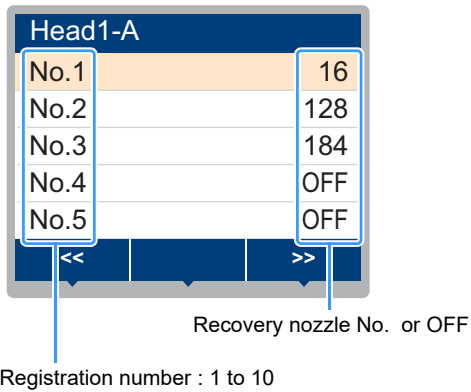 Head1-A
No.1 16
No.2 128
No.3 184
No.4 OFF
No.5 OFF
<< >>
Recovery nozzle No. or OFF
Registration number : 1 to 10